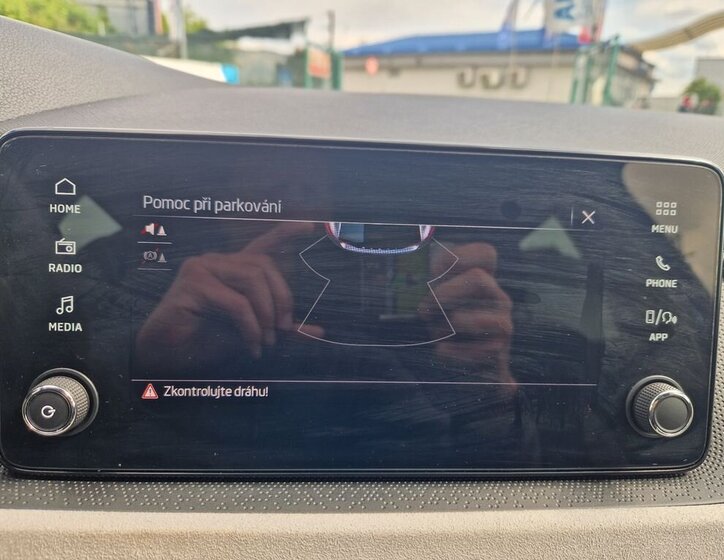 Pomoc při parkování
HOME
RADIO
MEDIA
MENU
PHONE
APP
Zkontrolujte dráhu!